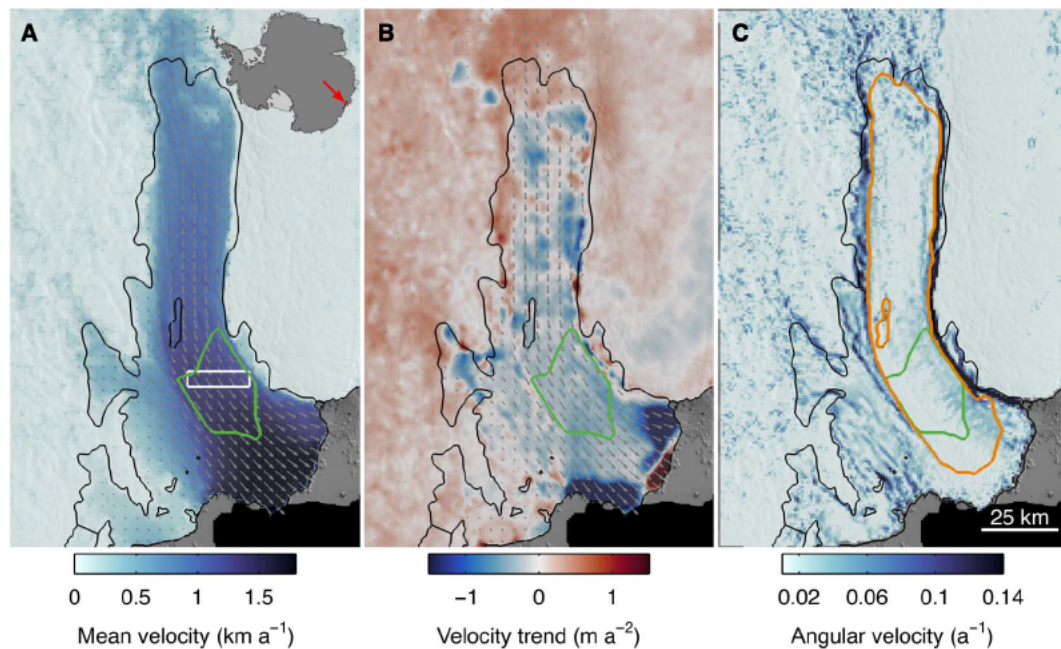 A
B
C
25 km
0 0.5 1 1.5
−1 0 1
0.02 0.06 0.1 0.14
Mean velocity (km a⁻¹)
Velocity trend (m a⁻²)
Angular velocity (a⁻¹)